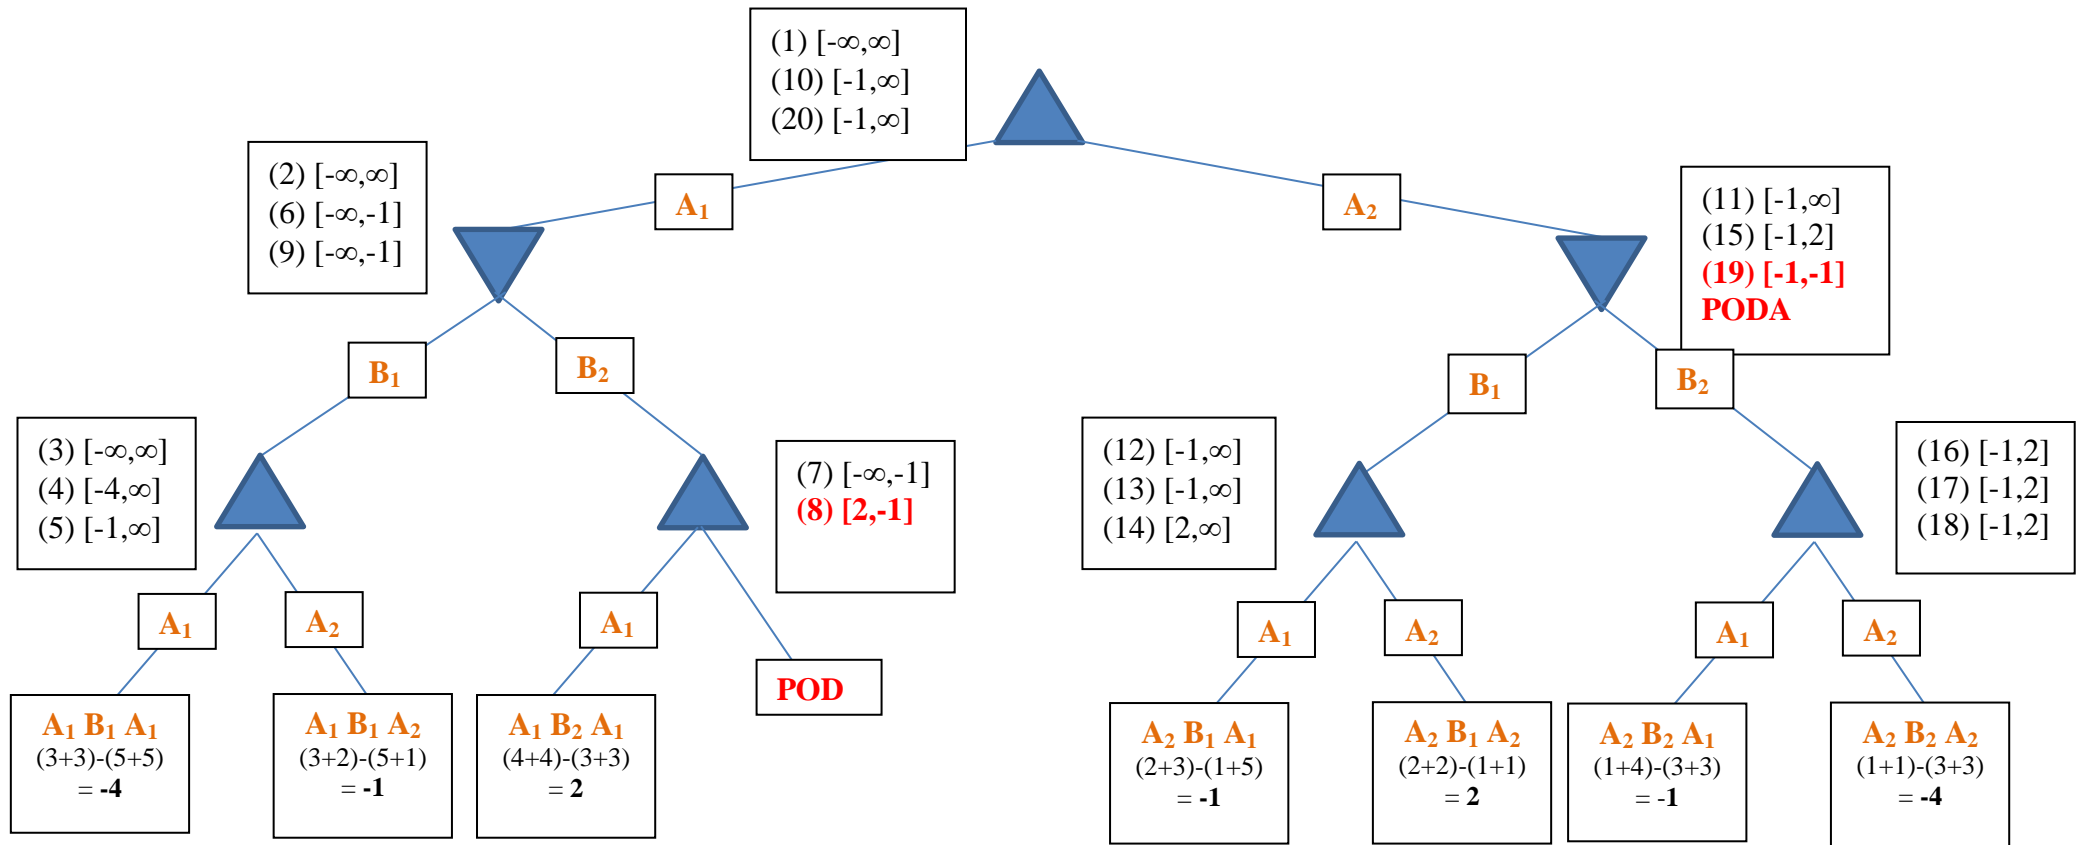 (1) [-∞,∞]
(10) [-1,∞]
(20) [-1,∞]
(2) [-∞,∞]
(6) [-∞,-1]
(9) [-∞,-1]
A₁
A₂
(11) [-1,∞]
(15) [-1,2]
(19) [-1,-1]
PODA
B₁
B₂
B₁
B₂
(3) [-∞,∞]
(4) [-4,∞]
(5) [-1,∞]
(7) [-∞,-1]
(8) [2,-1]
(12) [-1,∞]
(13) [-1,∞]
(14) [2,∞]
(16) [-1,2]
(17) [-1,2]
(18) [-1,2]
A₁
A₂
A₁
POD
A₁
A₂
A₁
A₂
A₁ B₁ A₁
(3+3)-(5+5)
= -4
A₁ B₁ A₂
(3+2)-(5+1)
= -1
A₁ B₂ A₁
(4+4)-(3+3)
= 2
A₂ B₁ A₁
(2+3)-(1+5)
= -1
A₂ B₁ A₂
(2+2)-(1+1)
= 2
A₂ B₂ A₁
(1+4)-(3+3)
= -1
A₂ B₂ A₂
(1+1)-(3+3)
= -4